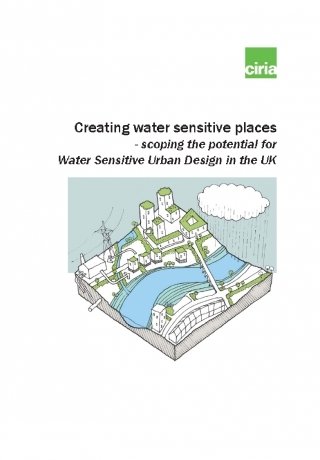 ciria
Creating water sensitive places
- scoping the potential for
Water Sensitive Urban Design in the UK